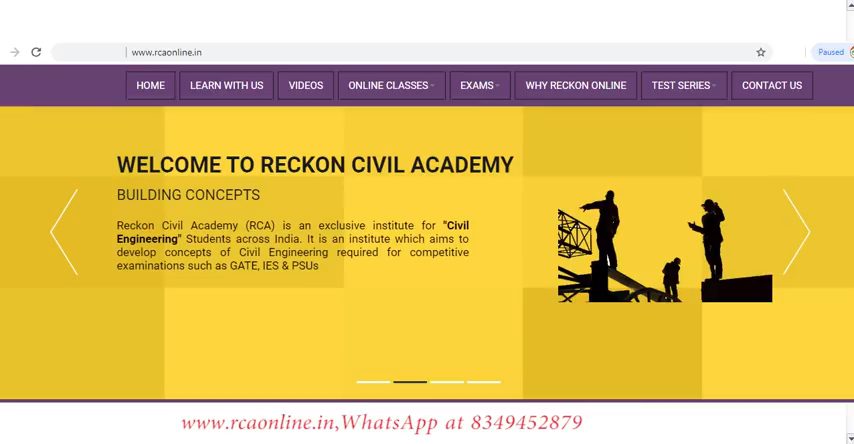 www.rcaonline.in
Paused
HOME
LEARN WITH US
VIDEOS
ONLINE CLASSES
EXAMS
WHY RECKON ONLINE
TEST SERIES
CONTACT US
WELCOME TO RECKON CIVIL ACADEMY
BUILDING CONCEPTS
Reckon Civil Academy (RCA) is an exclusive institute for "Civil
Engineering" Students across India. It is an institute which aims to
develop concepts of Civil Engineering required for competitive
examinations such as GATE, IES & PSUs
www.rcaonline.in,WhatsApp at 8349452879